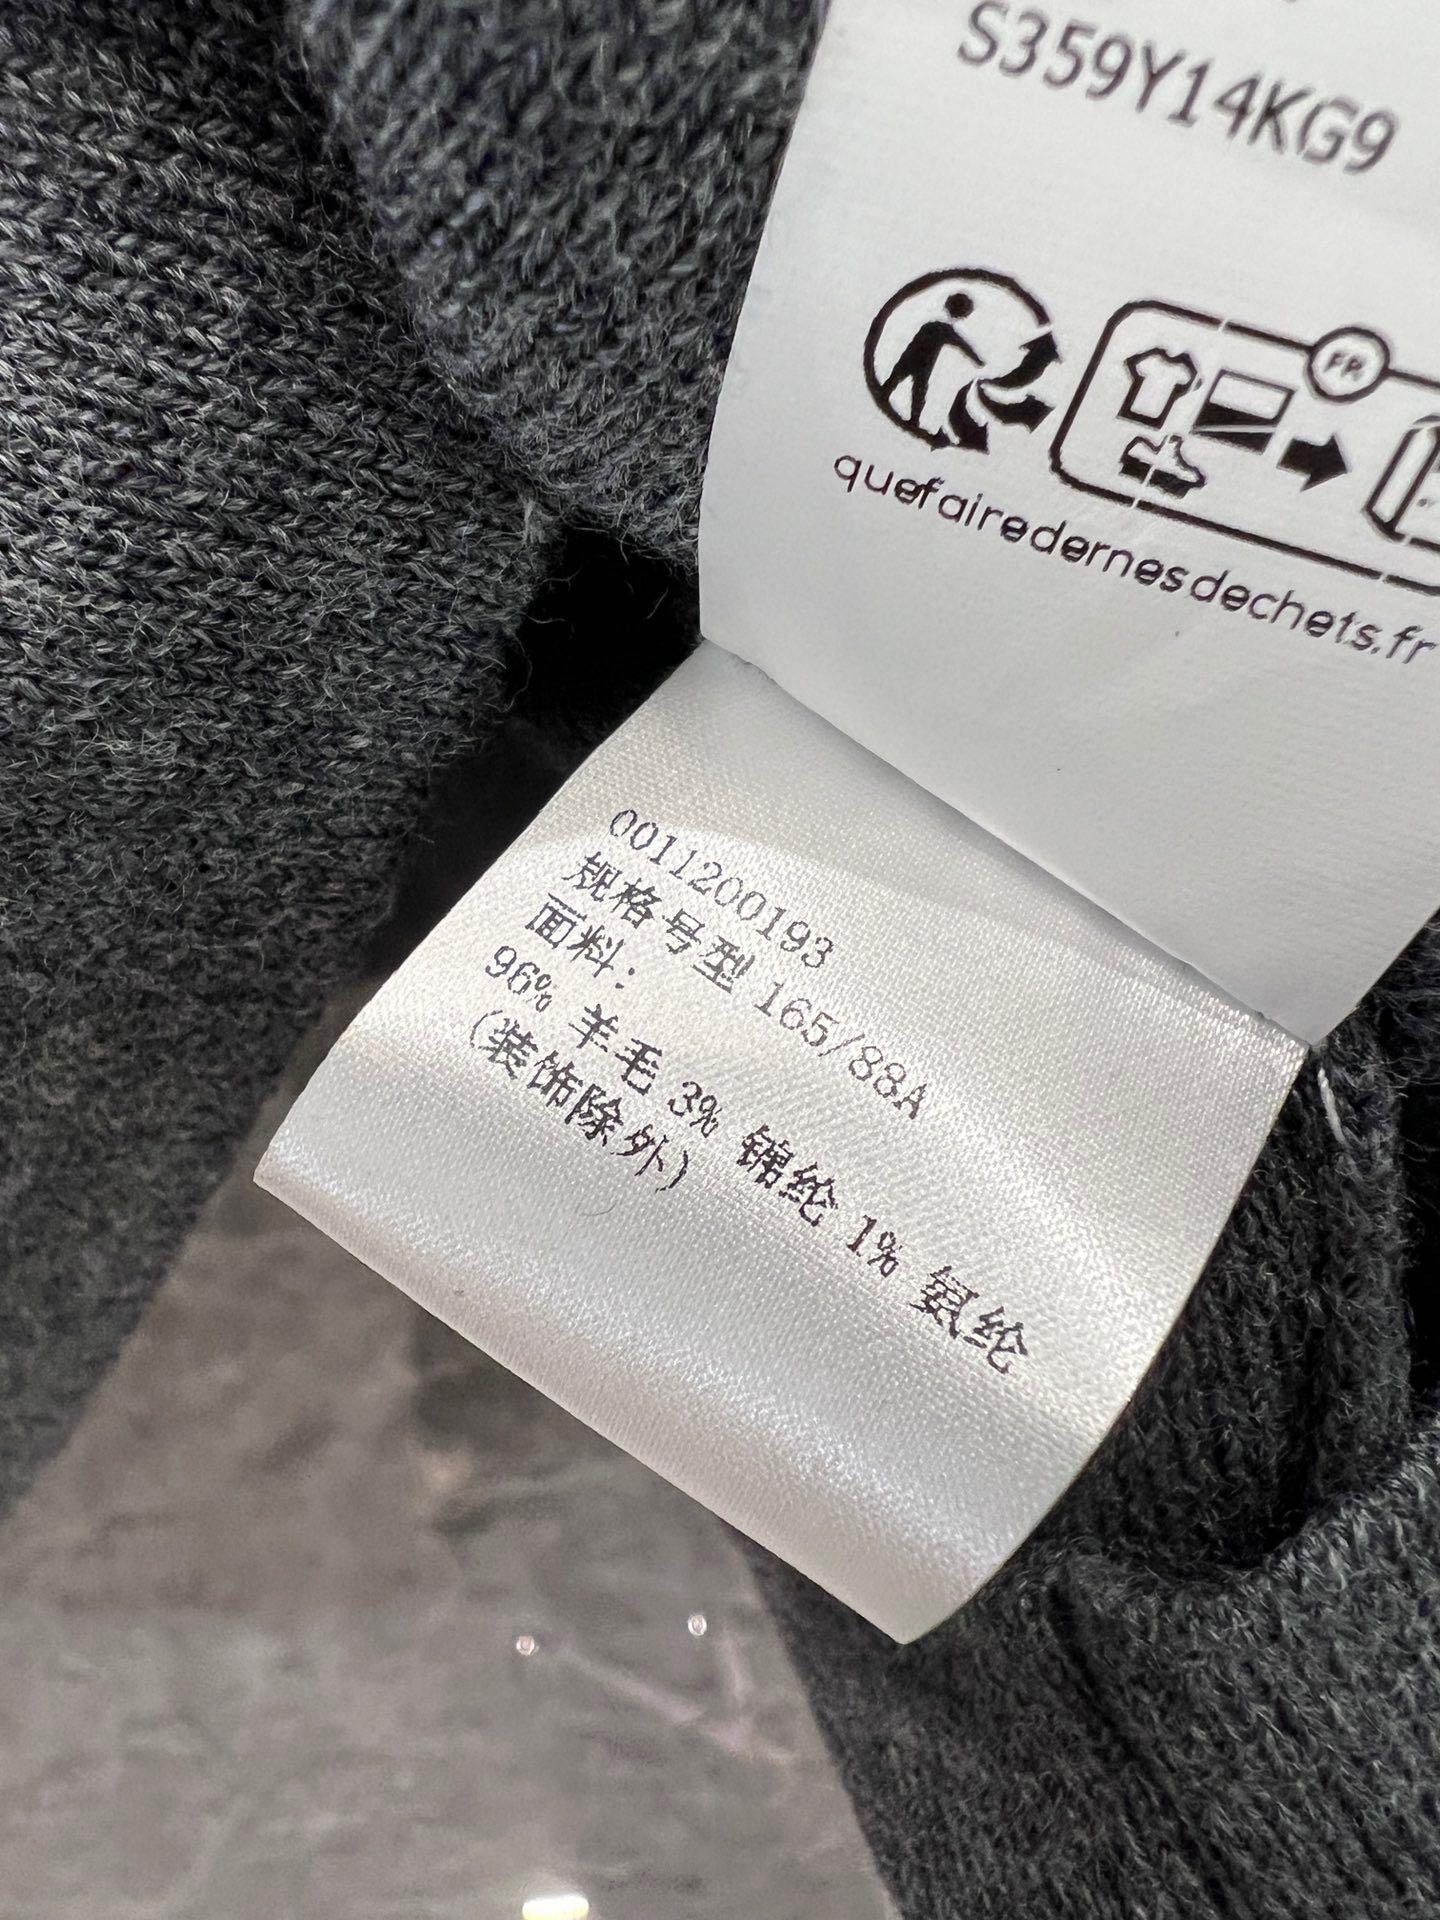 S359Y14KG9
FR
quefairedemesdechets.fr
0011200193
规格号型 165/88A
面料:
96% 羊毛 3% 锦纶 1% 氨纶
(装饰除外)